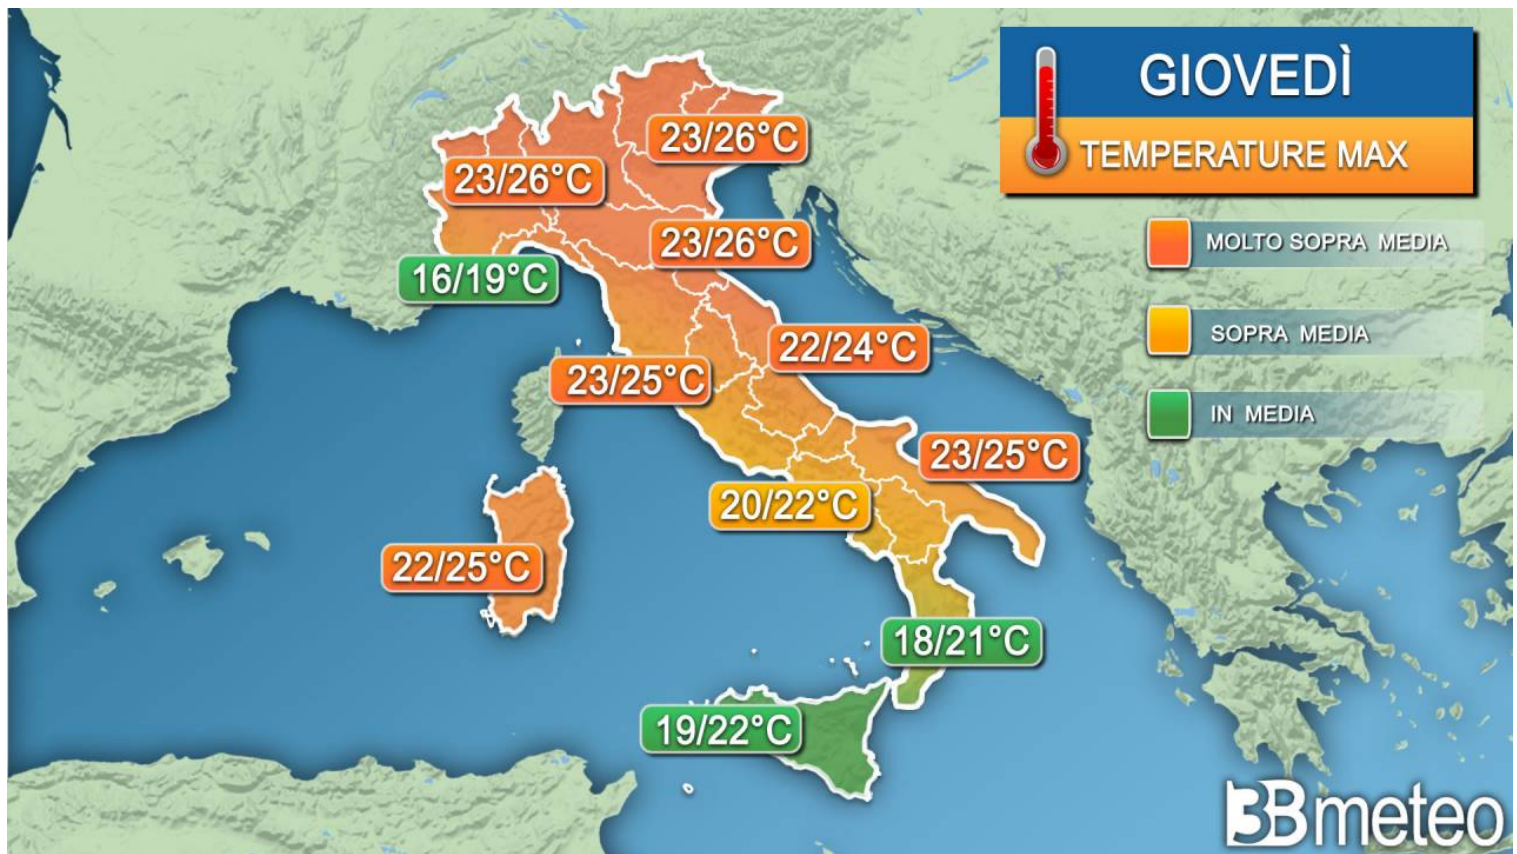 GIOVEDÌ
TEMPERATURE MAX
23/26°C
23/26°C
23/26°C
16/19°C
MOLTO SOPRA MEDIA
SOPRA MEDIA
IN MEDIA
22/24°C
23/25°C
23/25°C
20/22°C
22/25°C
18/21°C
19/22°C
3Bmeteo